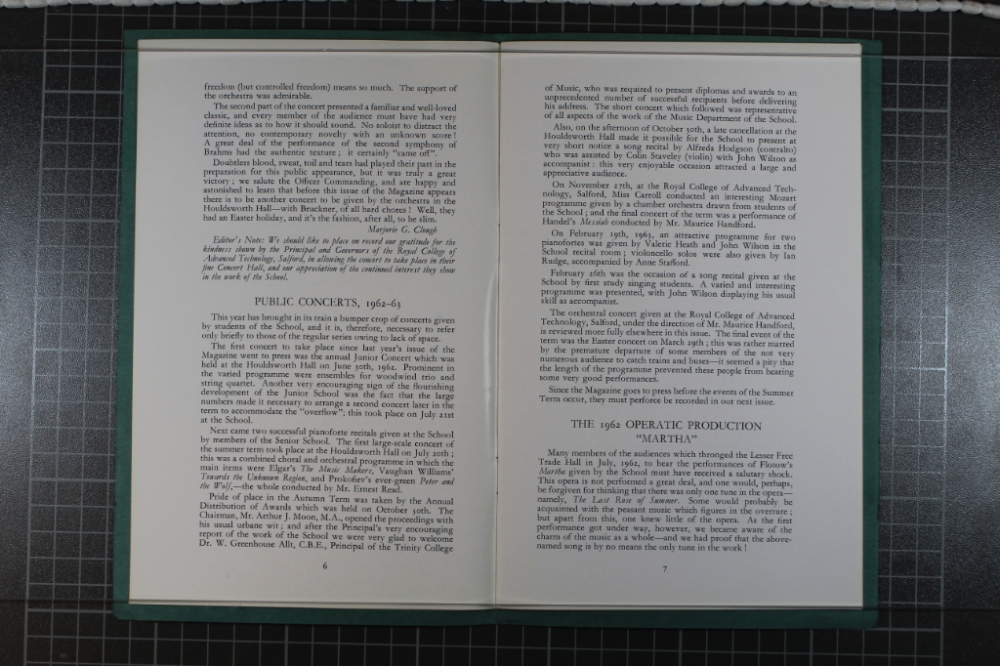 freedom (but controlled freedom) means so much. The support of
the orchestra was admirable.
The second part of the concert presented a familiar and well-loved
classic, and every member of the audience must have had very
definite ideas as to how it should sound. No soloist to distract the
attention, no contemporary novelty with an unknown score!
A great deal of the performance of the second symphony of
Brahms had the authentic texture; it certainly "came off".
Doubtless blood, sweat, toil and tears had played their part in the
preparation for this public appearance, but it was truly a great
victory; we salute the Officer Commanding, and are happy and
astonished to learn that before this issue of the Magazine appears
there is to be another concert to be given by the orchestra in the
Houldsworth Hall—with Bruckner, of all hard chores! Well, they
had an Easter holiday, and it's the fashion, after all, to be slim.
Marjorie G. Clough
Editor's Note: We should like to place on record our gratitude for the
kindness shown by the Principal and Governors of the Royal College of
Advanced Technology, Salford, in allowing the concert to take place in their
fine Concert Hall, and our appreciation of the continued interest they show
in the work of the School.
PUBLIC CONCERTS, 1962-63
This year has brought in its train a bumper crop of concerts given
by students of the School, and it is, therefore, necessary to refer
only briefly to those of the regular series owing to lack of space.
The first concert to take place since last year's issue of the
Magazine went to press was the annual Junior Concert which was
held at the Houldsworth Hall on June 30th, 1962. Prominent in
the varied programme were ensembles for woodwind trio and
string quartet. Another very encouraging sign of the flourishing
development of the Junior School was the fact that the large
numbers made it necessary to arrange a second concert later in the
term to accommodate the "overflow"; this took place on July 21st
at the School.
Next came two successful pianoforte recitals given at the School
by members of the Senior School. The first large-scale concert of
the summer term took place at the Houldsworth Hall on July 20th;
this was a combined choral and orchestral programme in which the
main items were Elgar's The Music Makers, Vaughan Williams'
Towards the Unknown Region, and Prokofiev's ever-green Peter and
the Wolf,—the whole conducted by Mr. Ernest Read.
Pride of place in the Autumn Term was taken by the Annual
Distribution of Awards which was held on October 30th. The
Chairman, Mr. Arthur J. Moon, M.A., opened the proceedings with
his usual urbane wit; and after the Principal's very encouraging
report of the work of the School we were very glad to welcome
Dr. W. Greenhouse Allt, C.B.E., Principal of the Trinity College
6
of Music, who was required to present diplomas and awards to an
unprecedented number of successful recipients before delivering
his address. The short concert which followed was representative
of all aspects of the work of the Music Department of the School.
Also, on the afternoon of October 30th, a late cancellation at the
Houldsworth Hall made it possible for the School to present at
very short notice a song recital by Alfreda Hodgson (contralto)
who was assisted by Colin Staveley (violin) with John Wilson as
accompanist: this very enjoyable occasion attracted a large and
appreciative audience.
On November 27th, at the Royal College of Advanced Tech-
nology, Salford, Miss Carroll conducted an interesting Mozart
programme given by a chamber orchestra drawn from students of
the School; and the final concert of the term was a performance of
Handel's Messiah conducted by Mr. Maurice Handford.
On February 19th, 1963, an attractive programme for two
pianofortes was given by Valerie Heath and John Wilson in the
School recital room; violoncello solos were also given by Ian
Rudge, accompanied by Anne Stafford.
February 26th was the occasion of a song recital given at the
School by first study singing students. A varied and interesting
programme was presented, with John Wilson displaying his usual
skill as accompanist.
The orchestral concert given at the Royal College of Advanced
Technology, Salford, under the direction of Mr. Maurice Handford,
is reviewed more fully elsewhere in this issue. The final event of the
term was the Easter concert on March 29th; this was rather marred
by the premature departure of some members of the not very
numerous audience to catch trains and buses—it seemed a pity that
the length of the programme prevented these people from hearing
some very good performances.
Since the Magazine goes to press before the events of the Summer
Term occur, they must perforce be recorded in our next issue.
THE 1962 OPERATIC PRODUCTION
"MARTHA"
Many members of the audiences which thronged the Lesser Free
Trade Hall in July, 1962, to hear the performances of Flotow's
Martha given by the School must have received a salutary shock.
This opera is not performed a great deal, and one would, perhaps,
be forgiven for thinking that there was only one tune in the opera—
namely, The Last Rose of Summer. Some would probably be
acquainted with the peasant music which figures in the overture;
but apart from this, one knew little of the opera. As the first
performance got under way, however, we became aware of the
charm of the music as a whole—and we had proof that the above-
named song is by no means the only tune in the work!
7